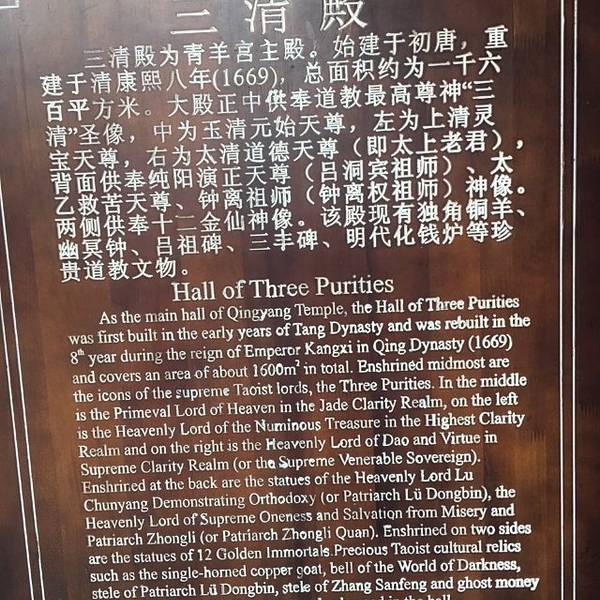 三清殿
三清殿为青羊宫主殿。始建于初唐，重
建于清康熙八年(1669)，总面积约为一千六
百平方米。大殿正中供奉道教最高尊神“三
清”圣像，中为玉清元始天尊，左为上清灵
宝天尊，右为太清道德天尊（即太上老君），
背面供奉纯阳演正天尊（吕洞宾祖师）、太
乙救苦天尊、钟离祖师（钟离权祖师）神像。
两侧供奉十二金仙神像。该殿现有独角铜羊、
幽冥钟、吕祖碑、三丰碑、明代化钱炉等珍
贵道教文物。
Hall of Three Purities
As the main hall of Qingyang Temple, the Hall of Three Purities
was first built in the early years of Tang Dynasty and was rebuilt in the
8th year during the reign of Emperor Kangxi in Qing Dynasty (1669)
and covers an area of about 1600m² in total. Enshrined midmost are
the icons of the supreme Taoist lords, the Three Purities. In the middle
is the Primeval Lord of Heaven in the Jade Clarity Realm, on the left
is the Heavenly Lord of the Numinous Treasure in the Highest Clarity
Realm and on the right is the Heavenly Lord of Dao and Virtue in
Supreme Clarity Realm (or the Supreme Venerable Sovereign).
Enshrined at the back are the statues of the Heavenly Lord Lu
Chunyang Demonstrating Orthodoxy (or Patriarch Lü Dongbin), the
Heavenly Lord of Supreme Oneness and Salvation from Misery and
Patriarch Zhongli (or Patriarch Zhongli Quan). Enshrined on two sides
are the statues of 12 Golden Immortals.Precious Taoist cultural relics
such as the single-horned copper goat, bell of the World of Darkness,
stele of Patriarch Lü Dongbin, stele of Zhang Sanfeng and ghost money
in the hall